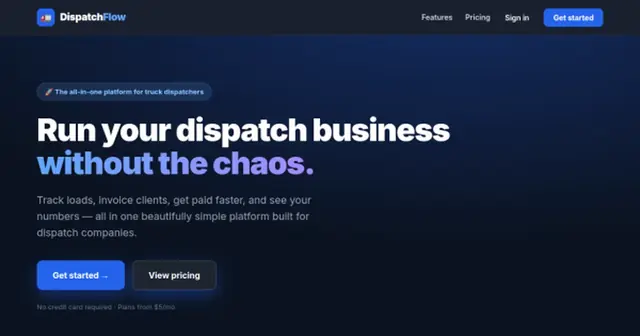 DispatchFlow
Features
Pricing
Sign in
Get started
🚀 The all-in-one platform for truck dispatchers
Run your dispatch business
without the chaos.
Track loads, invoice clients, get paid faster, and see your
numbers — all in one beautifully simple platform built for
dispatch companies.
Get started →
View pricing
No credit card required · Plans from $5/mo